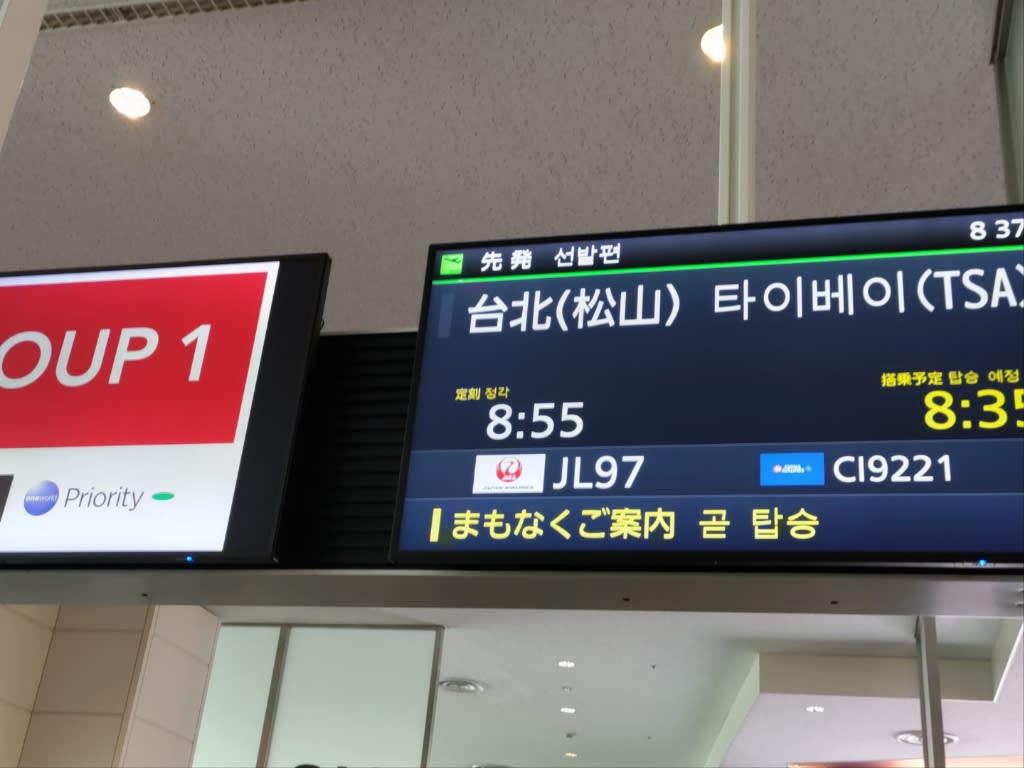 OUP 1
oneworld Priority
8 37
先発 선발편
台北(松山) 타이베이(TSA)
定刻 정각
搭乗予定 탑승 예정
8:55
8:35
JAPAN AIRLINES JL97
CI9221
まもなくご案内 곧 탑승